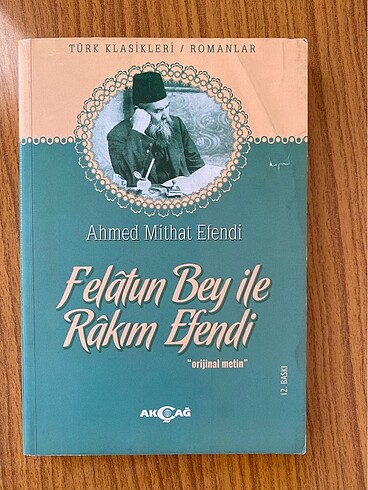 TÜRK KLASİKLERİ / ROMANLAR
Ahmed Mithat Efendi
Felâtun Bey ile
Râkım Efendi
"orijinal metin"
12. BASKI
AKÇAĞ